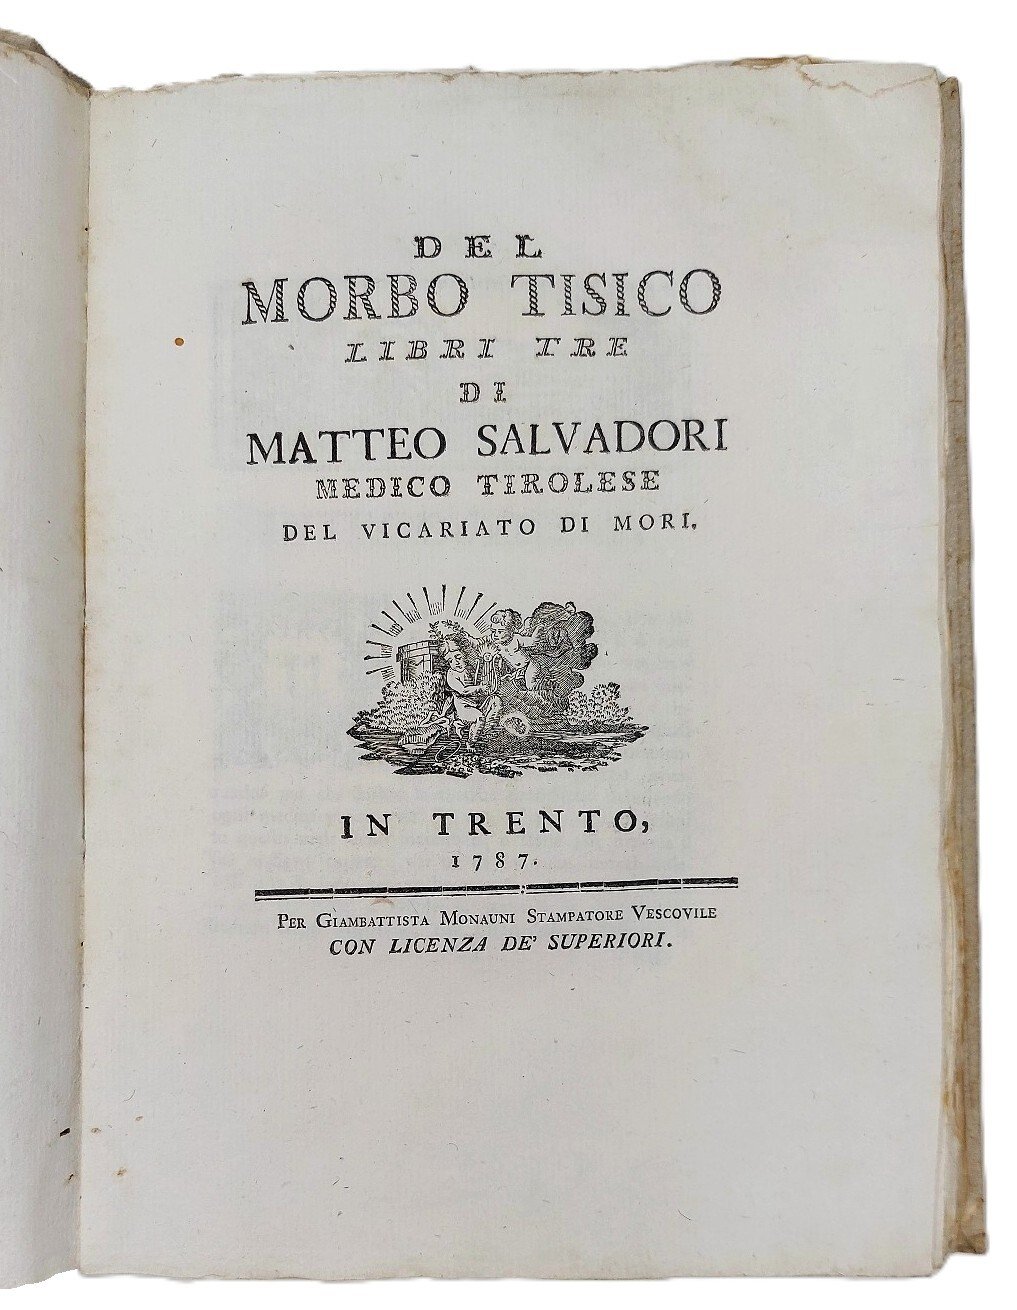 DEL
MORBO TISICO
LIBRI TRE
DI
MATTEO SALVADORI
MEDICO TIROLESE
DEL VICARIATO DI MORI,
IN TRENTO,
1787.
PER GIAMBATTISTA MONAUNI STAMPATORE VESCOVILE
CON LICENZA DE' SUPERIORI.